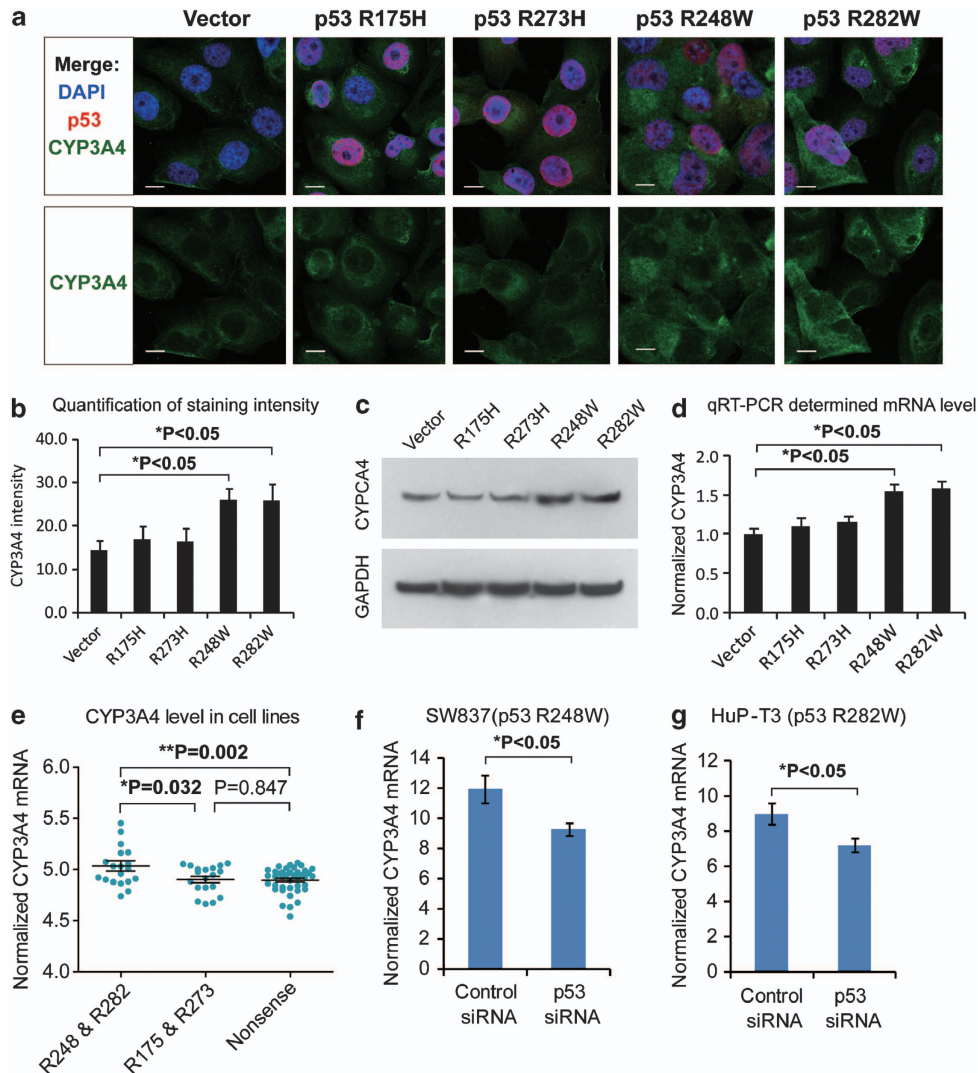 a
Vector
p53 R175H
p53 R273H
p53 R248W
p53 R282W
Merge:
DAPI
p53
CYP3A4
CYP3A4
b
Quantification of staining intensity
CYP3A4 intensity
40.0
30.0
20.0
10.0
0.0
*P<0.05
*P<0.05
Vector
R175H
R273H
R248W
R282W
c
Vector
R175H
R273H
R248W
R282W
CYPCA4
GAPDH
d
qRT-PCR determined mRNA level
Normalized CYP3A4
2.0
1.5
1.0
0.5
0.0
*P<0.05
*P<0.05
Vector
R175H
R273H
R248W
R282W
e
CYP3A4 level in cell lines
Normalized CYP3A4 mRNA
6.0
5.5
5.0
4.5
4.0
**P=0.002
*P=0.032
P=0.847
R248 & R282
R175 & R273
Nonsense
f
SW837(p53 R248W)
Normalized CYP3A4 mRNA
14
12
10
8
6
4
2
0
*P<0.05
Control
siRNA
p53
siRNA
g
HuP-T3 (p53 R282W)
Normalized CYP3A4 mRNA
12
10
8
6
4
2
0
*P<0.05
Control
siRNA
p53
siRNA